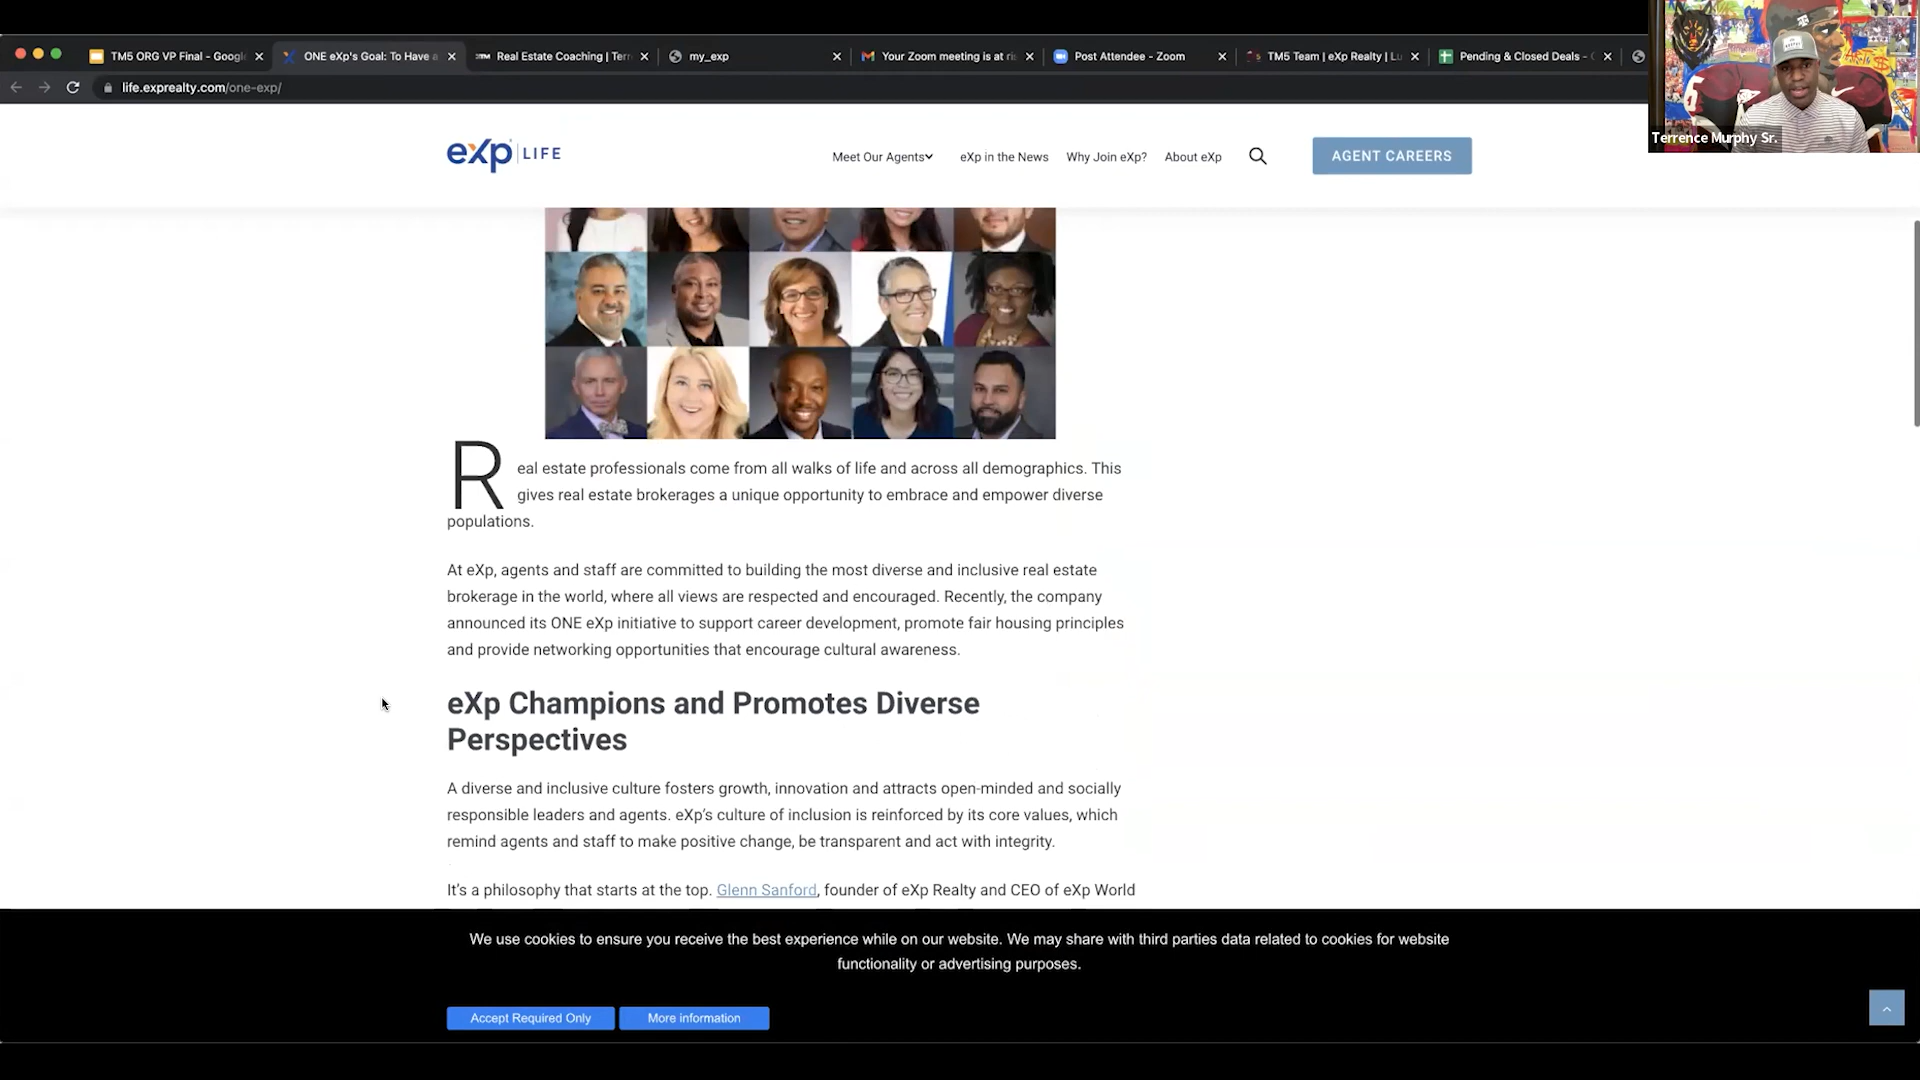 TM5 ORG VP Final - Google
ONE eXp's Goal: To Have a
Real Estate Coaching | Terr
my_exp
Your Zoom meeting is at ris
Post Attendee - Zoom
TM5 Team | eXp Realty | Lu
Pending & Closed Deals -
life.exprealty.com/one-exp/
Terrence Murphy Sr.
eXp LIFE
Meet Our Agents
eXp in the News
Why Join eXp?
About eXp
AGENT CAREERS
Real estate professionals come from all walks of life and across all demographics. This
gives real estate brokerages a unique opportunity to embrace and empower diverse
populations.
At eXp, agents and staff are committed to building the most diverse and inclusive real estate
brokerage in the world, where all views are respected and encouraged. Recently, the company
announced its ONE eXp initiative to support career development, promote fair housing principles
and provide networking opportunities that encourage cultural awareness.
eXp Champions and Promotes Diverse
Perspectives
A diverse and inclusive culture fosters growth, innovation and attracts open-minded and socially
responsible leaders and agents. eXp’s culture of inclusion is reinforced by its core values, which
remind agents and staff to make positive change, be transparent and act with integrity.
It’s a philosophy that starts at the top. Glenn Sanford, founder of eXp Realty and CEO of eXp World
We use cookies to ensure you receive the best experience while on our website. We may share with third parties data related to cookies for website
functionality or advertising purposes.
Accept Required Only
More information